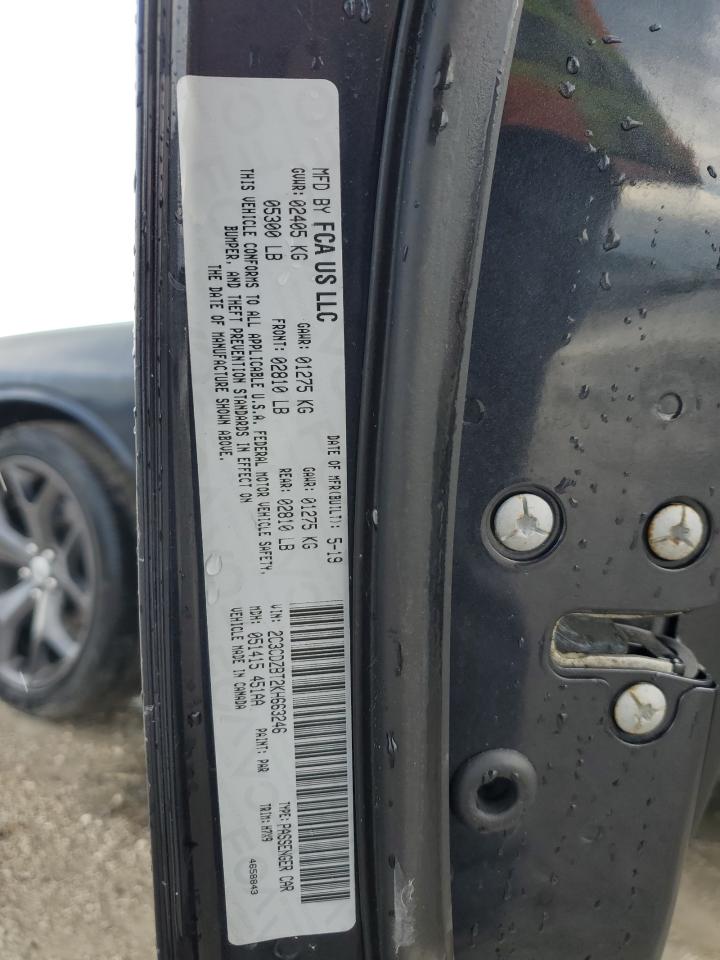 MFD BY FCA US LLC
DATE OF MFR(BUILT): 5-19
GVWR: 02405 KG
GAWR: 01275 KG
GAWR: 01275 KG
05300 LB
FRONT: 02810 LB
REAR: 02810 LB
THIS VEHICLE CONFORMS TO ALL APPLICABLE U.S.A. FEDERAL MOTOR VEHICLE SAFETY,
BUMPER, AND THEFT PREVENTION STANDARDS IN EFFECT ON
THE DATE OF MANUFACTURE SHOWN ABOVE.
VIN: 2C3CDZBT2KH663246
TYPE: PASSENGER CAR
MDH: 051415 451AA
PAINT: PAR
TRIM: H7X9
VEHICLE MADE IN CANADA
4658843